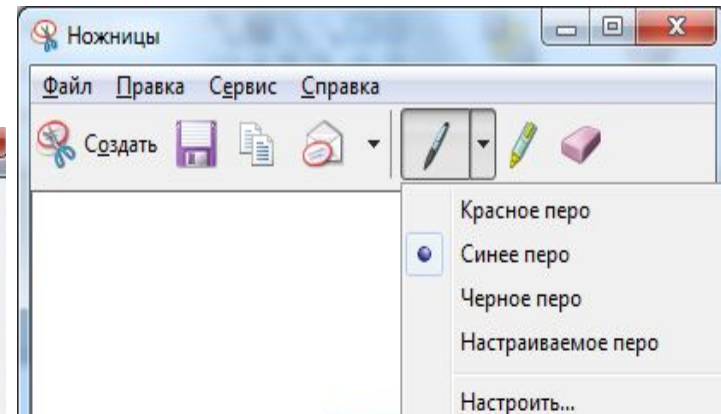 Ножницы
Файл Правка Сервис Справка
Создать
Красное перо
Синее перо
Черное перо
Настраиваемое перо
Настроить...